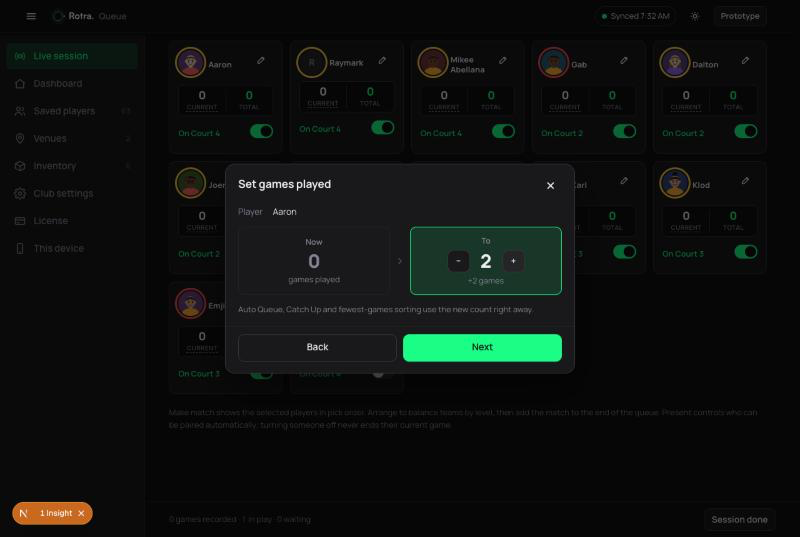 Rotra. Queue
Synced 7:32 AM
Prototype
Live session
Dashboard
Saved players
Venues 2
Inventory
Club settings
License
This device
Aaron
0 CURRENT 0 TOTAL
On Court 4
R Raymark
0 CURRENT 0 TOTAL
On Court 4
Mikee Abellana
0 CURRENT 0 TOTAL
On Court 4
Gab
0 CURRENT 0 TOTAL
On Court 2
Dalton
0 CURRENT 0 TOTAL
On Court 2
Joer
0 CURRENT
On Court 2
Carl
0 TOTAL
Klod
0 CURRENT 0 TOTAL
On Court 3
Emji
0 CURRENT
On Court 3
Set games played
Player Aaron
Now
0
games played
To
- 2 +
+2 games
Auto Queue, Catch Up and fewest-games sorting use the new count right away.
Back
Next
Make match shows the selected players in pick order. Arrange to balance teams by level, then add the match to the end of the queue. Present controls who can
be paired automatically; turning someone off never ends their current game.
0 games recorded · 1 in play · 0 waiting
Session done
N 1 Insight